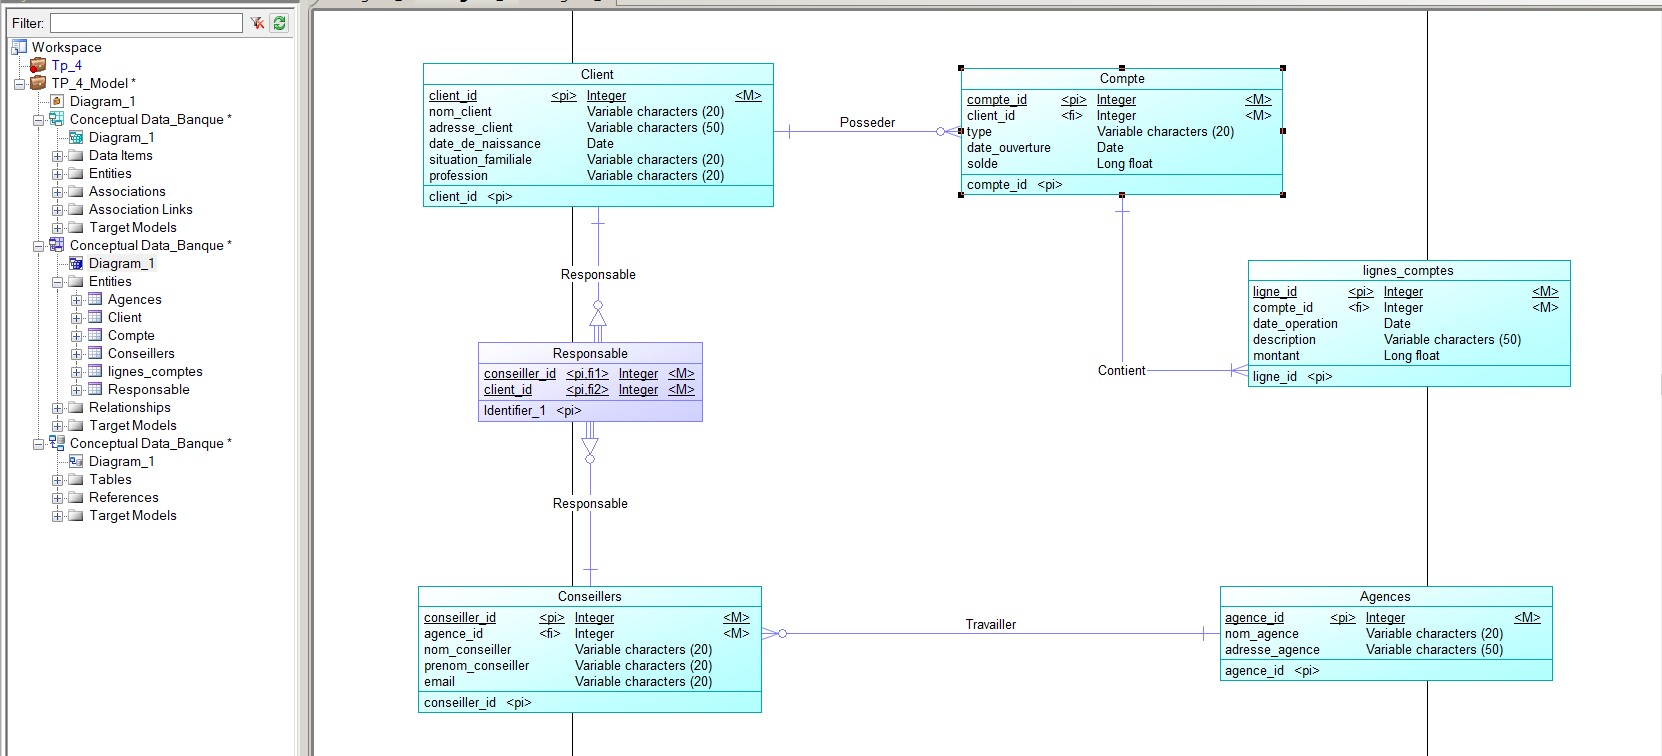 Filter:
Workspace
Tp_4
TP_4_Model *
Diagram_1
Conceptual Data_Banque *
Diagram_1
Data Items
Entities
Associations
Association Links
Target Models
Conceptual Data_Banque *
Diagram_1
Entities
Agences
Client
Compte
Conseillers
lignes_comptes
Responsable
Relationships
Target Models
Conceptual Data_Banque *
Diagram_1
Tables
References
Target Models
Client
client_id <pi> Integer <M>
nom_client Variable characters (20)
adresse_client Variable characters (50)
date_de_naissance Date
situation_familiale Variable characters (20)
profession Variable characters (20)
client_id <pi>
Posseder
Compte
compte_id <pi> Integer <M>
client_id <fi> Integer <M>
type Variable characters (20)
date_ouverture Date
solde Long float
compte_id <pi>
Responsable
Contient
lignes_comptes
ligne_id <pi> Integer <M>
compte_id <fi> Integer <M>
date_operation Date
description Variable characters (50)
montant Long float
ligne_id <pi>
Responsable
conseiller_id <pi,fi1> Integer <M>
client_id <pi,fi2> Integer <M>
Identifier_1 <pi>
Responsable
Conseillers
conseiller_id <pi> Integer <M>
agence_id <fi> Integer <M>
nom_conseiller Variable characters (20)
prenom_conseiller Variable characters (20)
email Variable characters (20)
conseiller_id <pi>
Travailler
Agences
agence_id <pi> Integer <M>
nom_agence Variable characters (20)
adresse_agence Variable characters (50)
agence_id <pi>